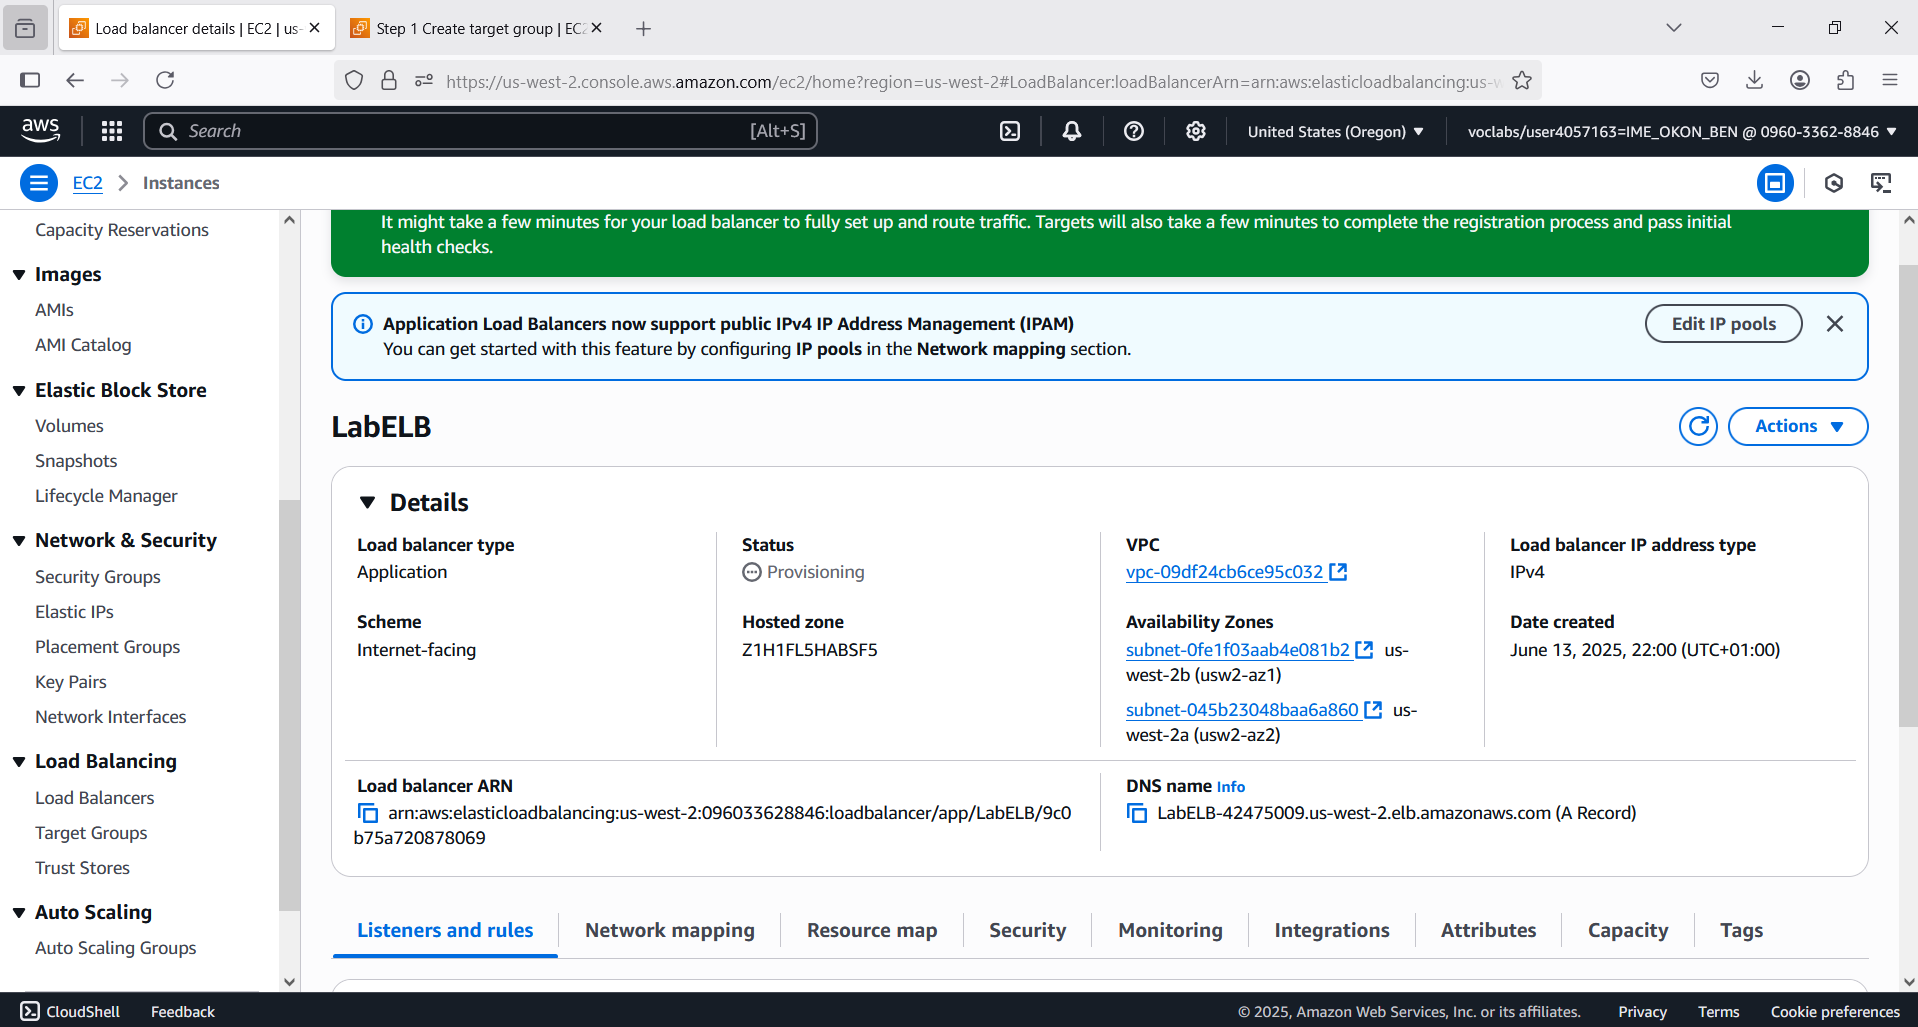 Load balancer details | EC2 | us-
Step 1 Create target group | EC2
https://us-west-2.console.aws.amazon.com/ec2/home?region=us-west-2#LoadBalancer:loadBalancerArn=arn:aws:elasticloadbalancing:us-w
aws
Search
[Alt+S]
United States (Oregon)
voclabs/user4057163=IME_OKON_BEN @ 0960-3362-8846
EC2
Instances
Capacity Reservations
Images
AMIs
AMI Catalog
Elastic Block Store
Volumes
Snapshots
Lifecycle Manager
Network & Security
Security Groups
Elastic IPs
Placement Groups
Key Pairs
Network Interfaces
Load Balancing
Load Balancers
Target Groups
Trust Stores
Auto Scaling
Auto Scaling Groups
It might take a few minutes for your load balancer to fully set up and route traffic. Targets will also take a few minutes to complete the registration process and pass initial
health checks.
Application Load Balancers now support public IPv4 IP Address Management (IPAM)
You can get started with this feature by configuring IP pools in the Network mapping section.
Edit IP pools
LabELB
Actions
Details
Load balancer type
Application
Status
Provisioning
VPC
vpc-09df24cb6ce95c032
Load balancer IP address type
IPv4
Scheme
Internet-facing
Hosted zone
Z1H1FL5HABSF5
Availability Zones
subnet-0fe1f03aab4e081b2 us-
west-2b (usw2-az1)
subnet-045b23048baa6a860 us-
west-2a (usw2-az2)
Date created
June 13, 2025, 22:00 (UTC+01:00)
Load balancer ARN
arn:aws:elasticloadbalancing:us-west-2:096033628846:loadbalancer/app/LabELB/9c0
b75a720878069
DNS name Info
LabELB-42475009.us-west-2.elb.amazonaws.com (A Record)
Listeners and rules
Network mapping
Resource map
Security
Monitoring
Integrations
Attributes
Capacity
Tags
CloudShell
Feedback
© 2025, Amazon Web Services, Inc. or its affiliates.
Privacy
Terms
Cookie preferences